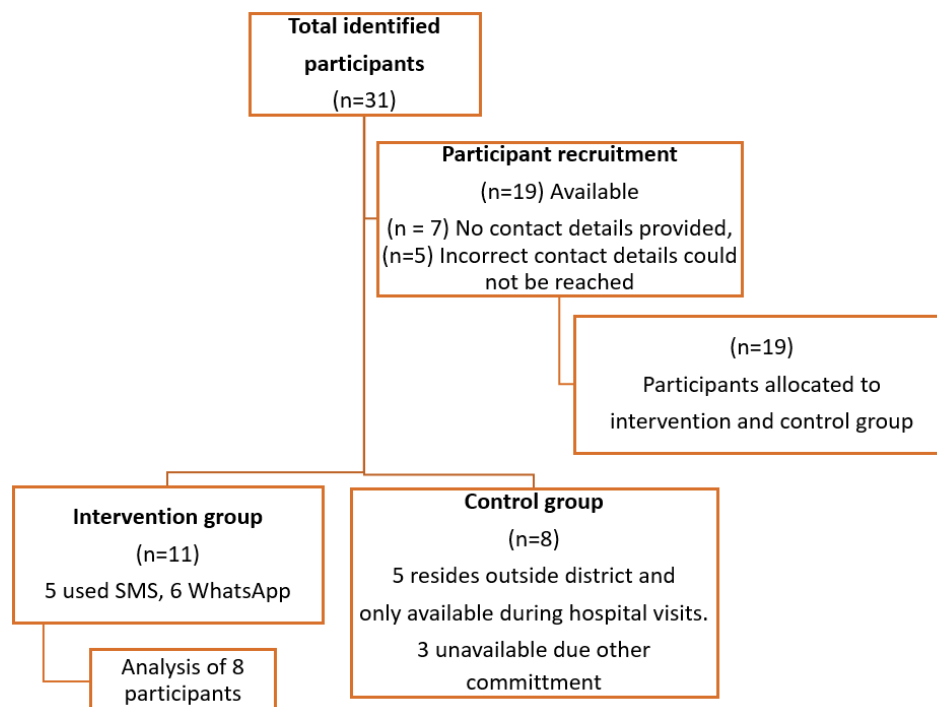 Total identified
participants
(n=31)
Participant recruitment
(n=19) Available
(n = 7) No contact details provided,
(n=5) Incorrect contact details could
not be reached
(n=19)
Participants allocated to
intervention and control group
Intervention group
(n=11)
5 used SMS, 6 WhatsApp
Control group
(n=8)
5 resides outside district and
only available during hospital visits.
3 unavailable due other
committment
Analysis of 8
participants